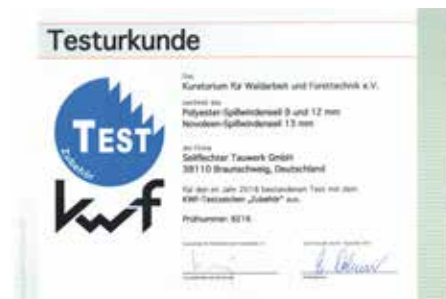 Testurkunde
Das
Kuratorium für Waldarbeit und Forsttechnik e.V.
zeichnet das
Polyester-Spillwindenseil 9 und 12 mm
Novoleen-Spillwindenseil 13 mm
der Firma
Seilflechter Tauwerk GmbH
38110 Braunschweig, Deutschland
für den im Jahr 2016 bestandenen Test mit dem
KWF-Testzeichen „Zubehör“ aus.
Prüfnummer 8216
TEST
Zubehör
kwf